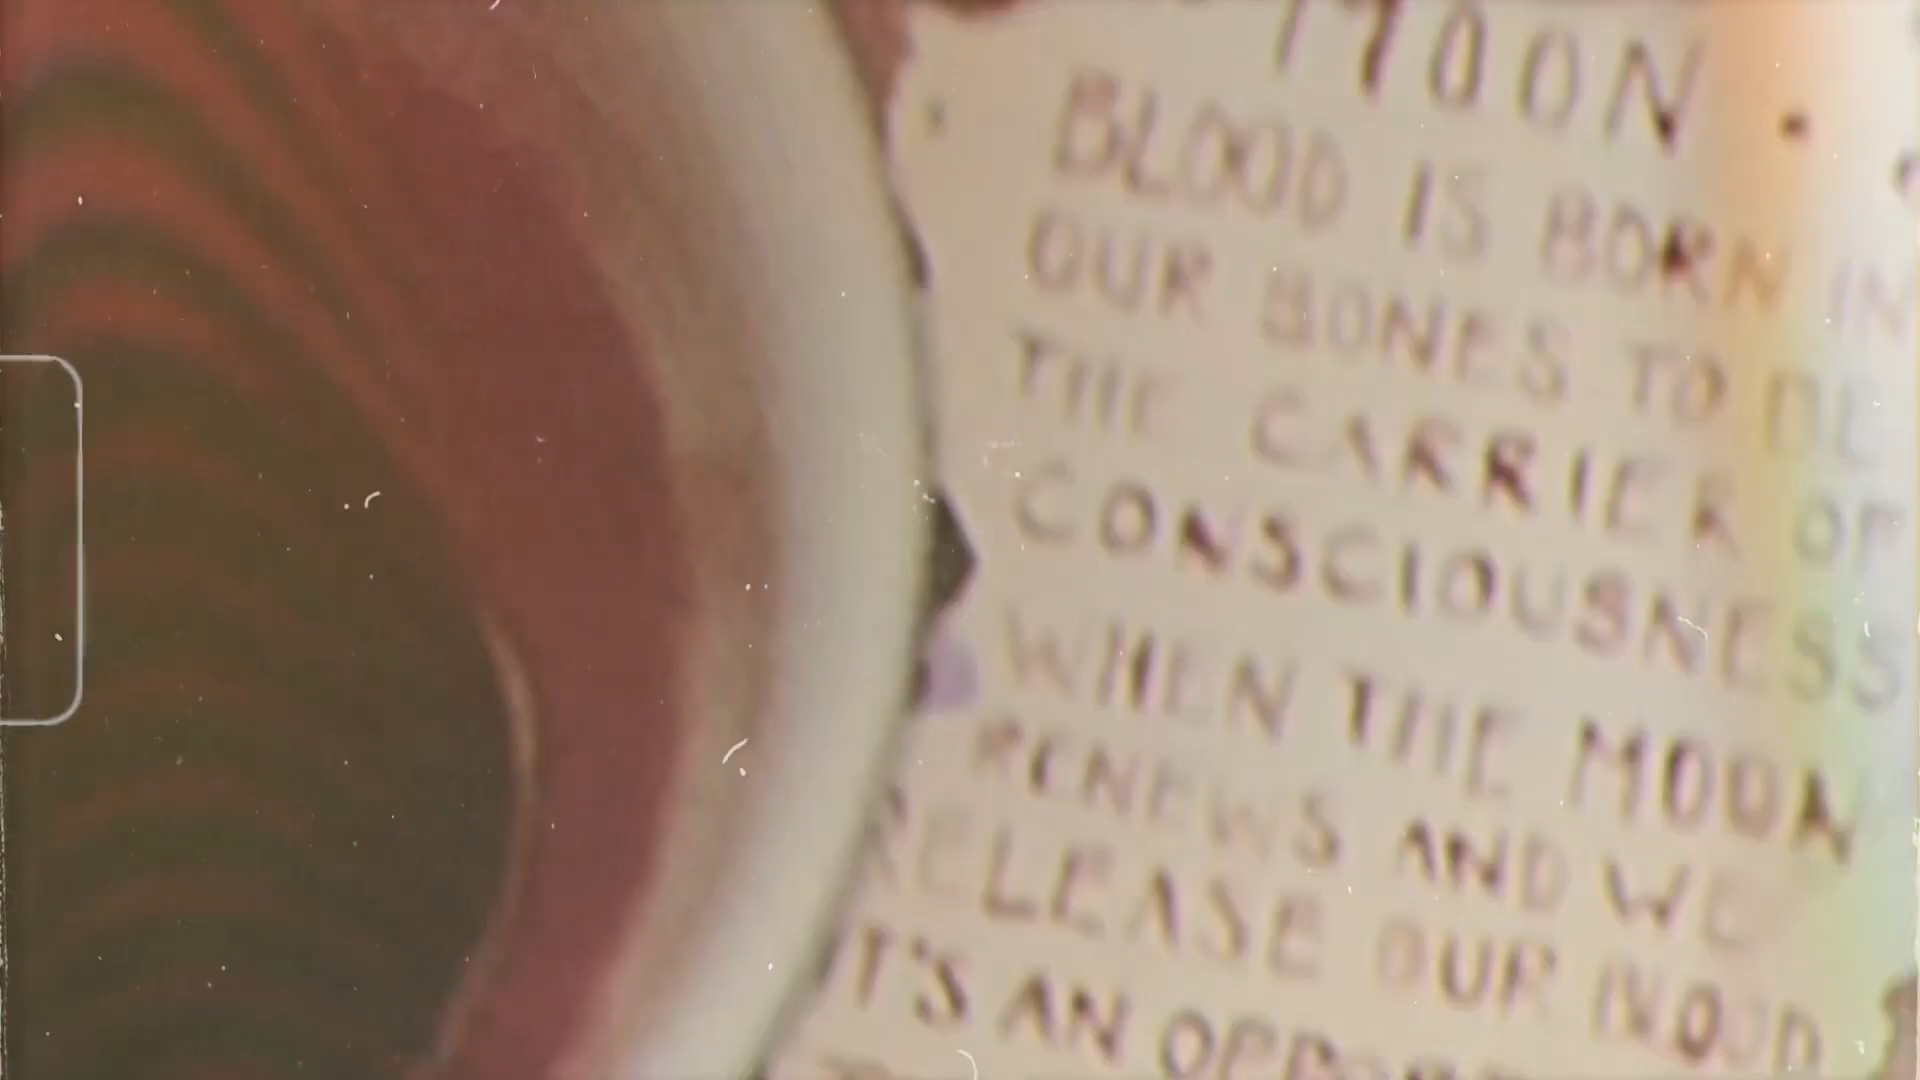 MOON
BLOOD IS BORN IN
OUR BONES TO BE
THE CARRIER OF
CONSCIOUSNESS
WHEN THE MOON
RENEWS AND WE
RELEASE OUR BLOOD
IT'S AN